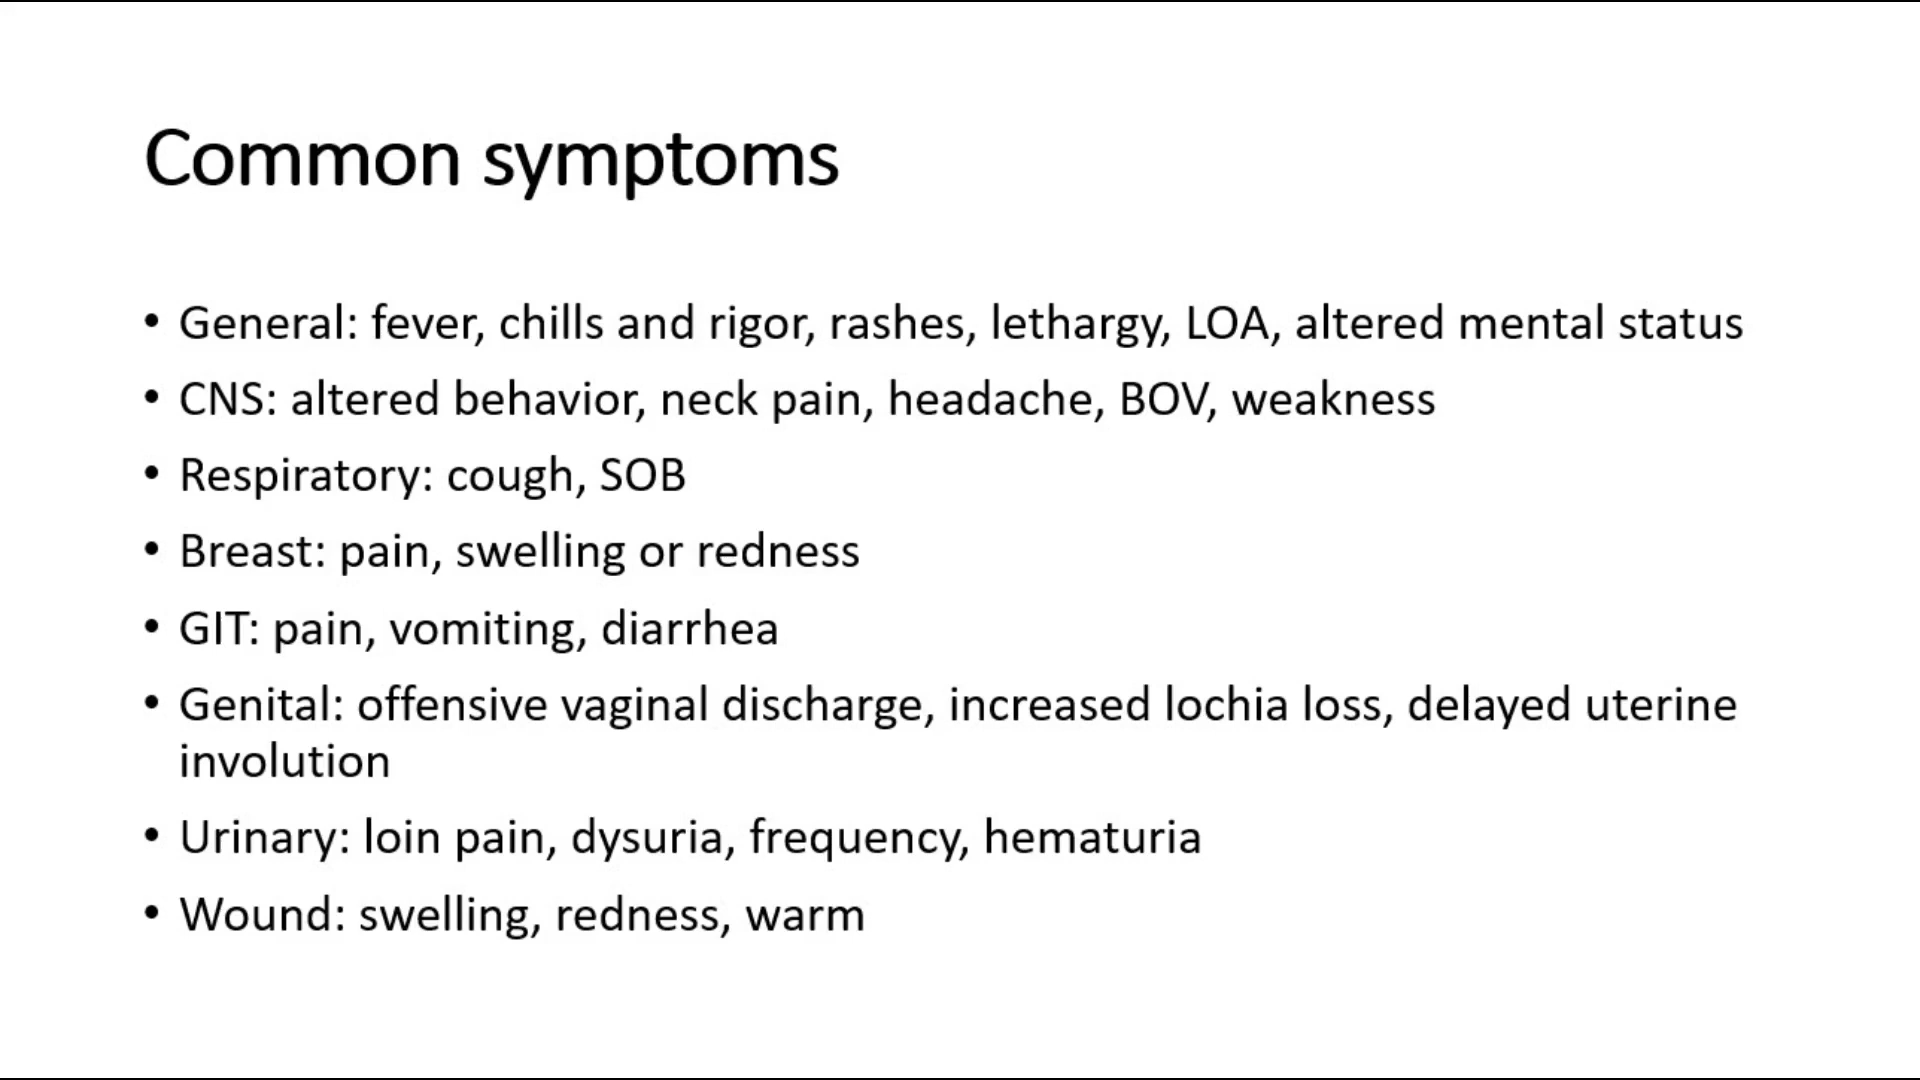 Common symptoms
• General: fever, chills and rigor, rashes, lethargy, LOA, altered mental status
• CNS: altered behavior, neck pain, headache, BOV, weakness
• Respiratory: cough, SOB
• Breast: pain, swelling or redness
• GIT: pain, vomiting, diarrhea
• Genital: offensive vaginal discharge, increased lochia loss, delayed uterine
involution
• Urinary: loin pain, dysuria, frequency, hematuria
• Wound: swelling, redness, warm